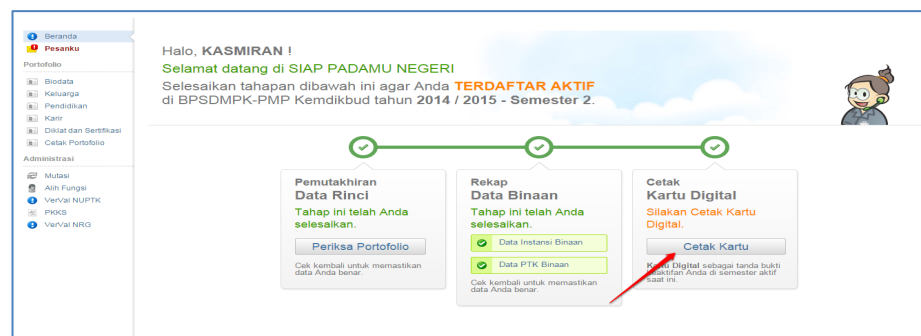 Beranda
Pesanku
Portofolio
Biodata
Keluarga
Pendidikan
Karir
Diklat dan Sertifikasi
Cetak Portofolio
Administrasi
Mutasi
Alih Fungsi
VerVal NUPTK
PKKS
VerVal NRG
Halo, KASMIRAN !
Selamat datang di SIAP PADAMU NEGERI
Selesaikan tahapan dibawah ini agar Anda TERDAFTAR AKTIF
di BPSDMPK-PMP Kemdikbud tahun 2014 / 2015 - Semester 2.
Pemutakhiran
Data Rinci
Tahap ini telah Anda
selesaikan.
Periksa Portofolio
Cek kembali untuk memastikan
data Anda benar.
Rekap
Data Binaan
Tahap ini telah Anda
selesaikan.
Data Instansi Binaan
Data PTK Binaan
Cek kembali untuk memastikan
data Anda benar.
Cetak
Kartu Digital
Silakan Cetak Kartu
Digital.
Cetak Kartu
Kartu Digital sebagai tanda bukti
keaktifan Anda di semester aktif
saat ini.